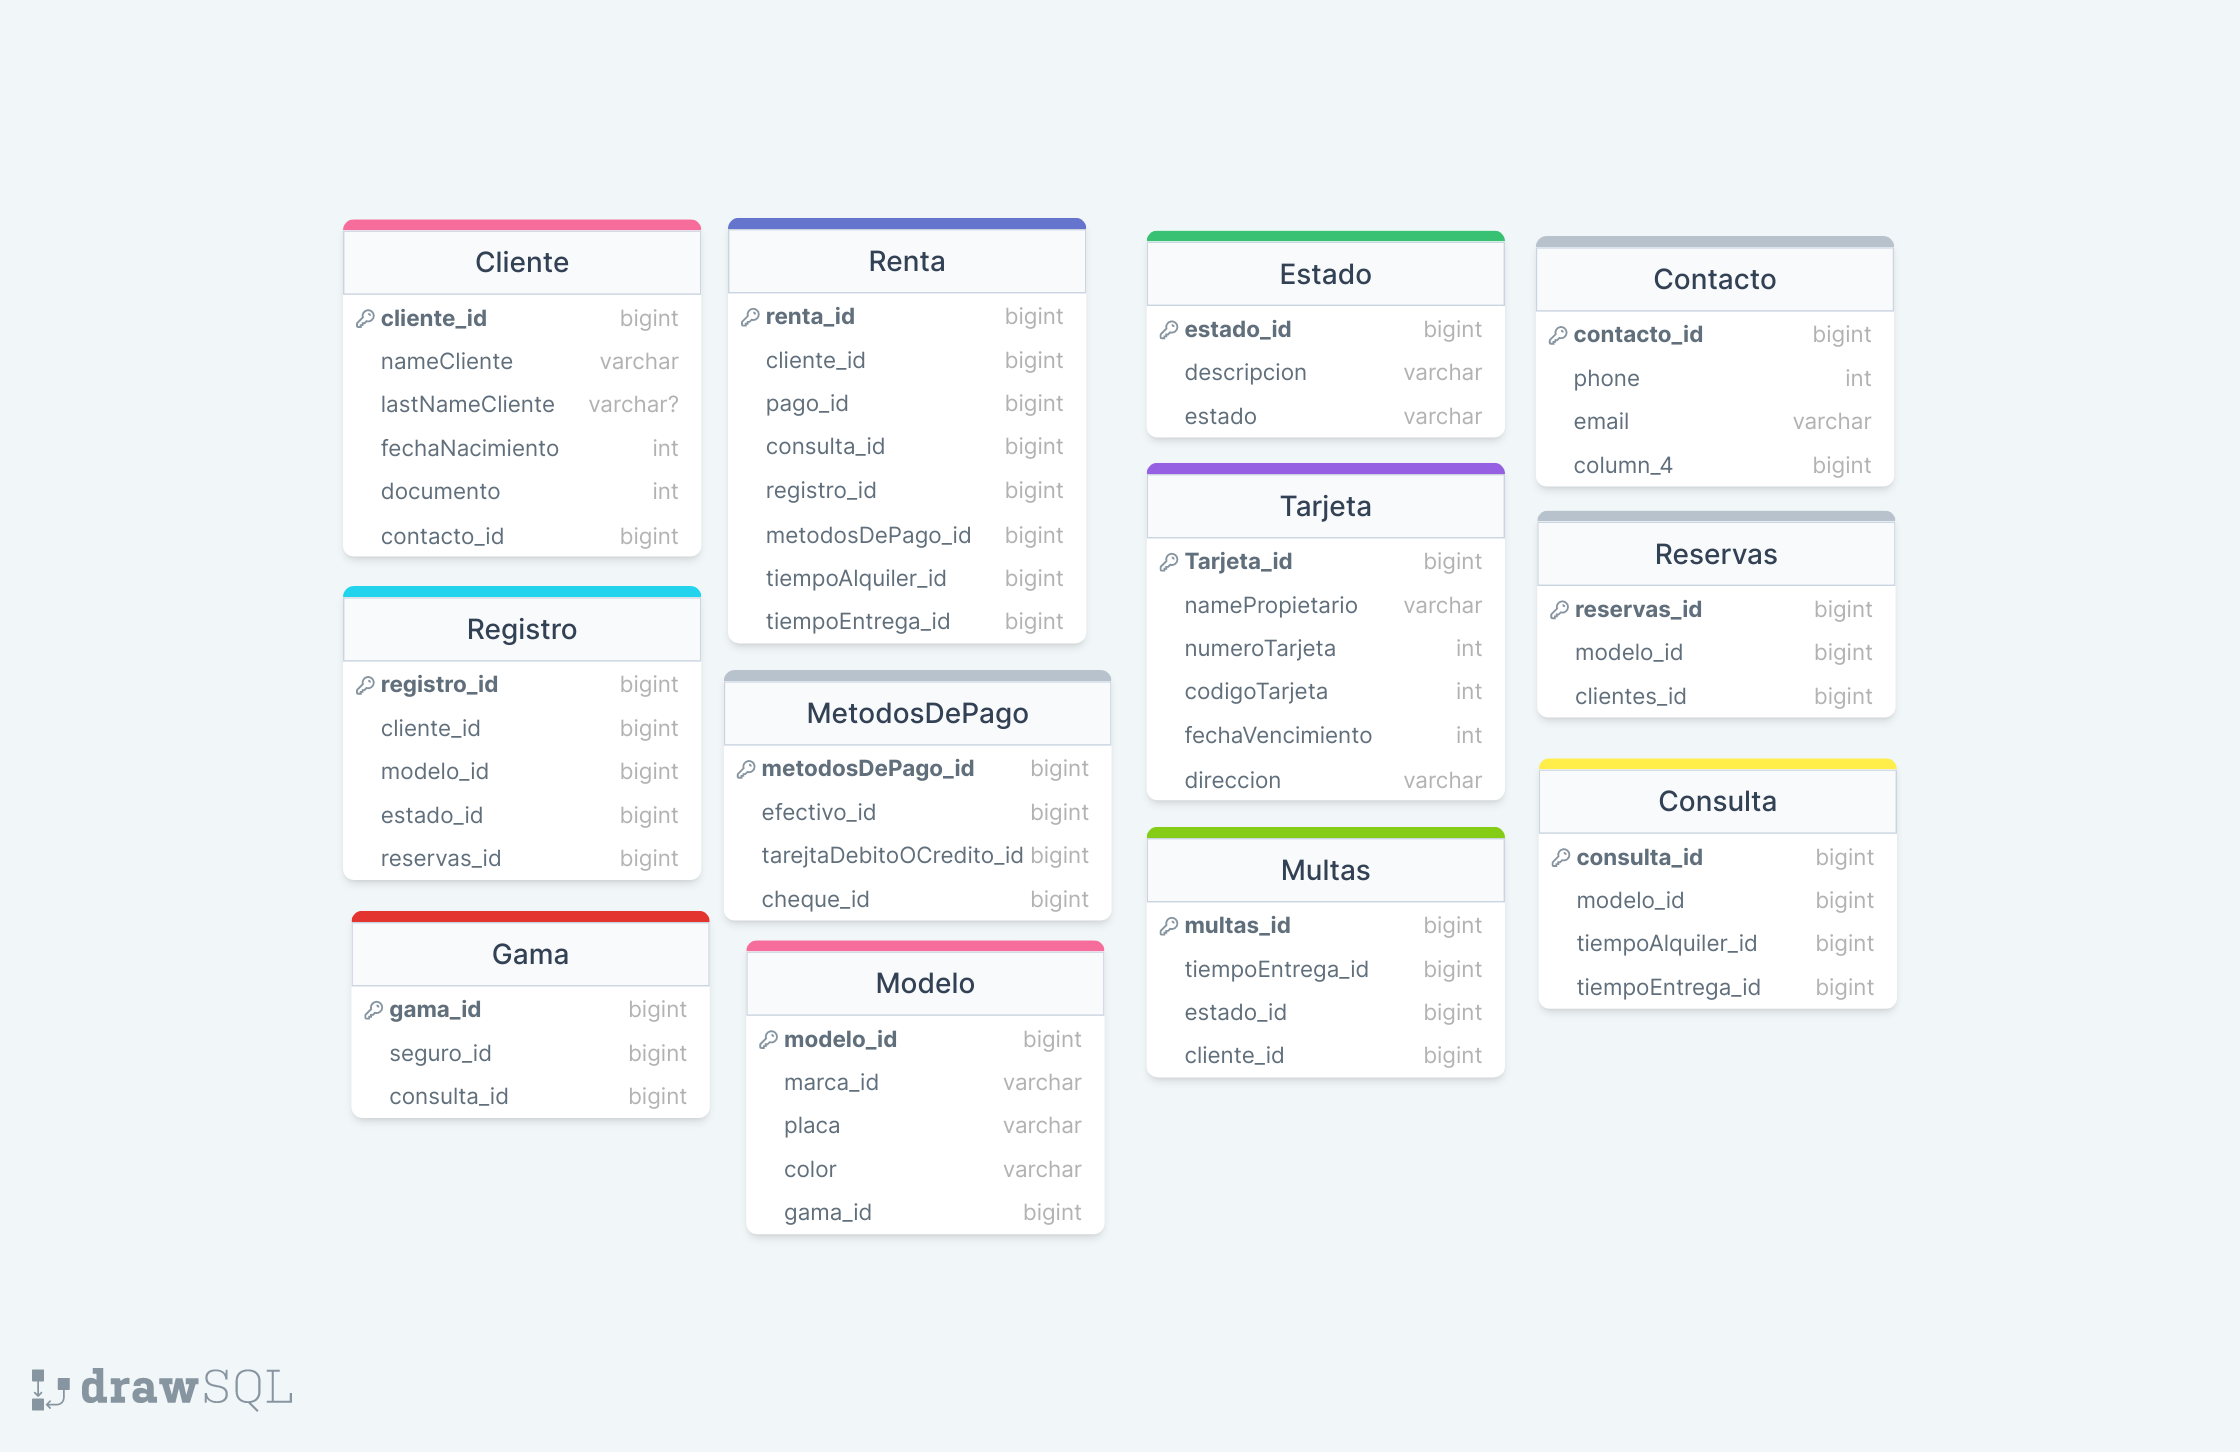 Cliente
cliente_id bigint
nameCliente varchar
lastNameCliente varchar?
fechaNacimiento int
documento int
contacto_id bigint
Registro
registro_id bigint
cliente_id bigint
modelo_id bigint
estado_id bigint
reservas_id bigint
Gama
gama_id bigint
seguro_id bigint
consulta_id bigint
Renta
renta_id bigint
cliente_id bigint
pago_id bigint
consulta_id bigint
registro_id bigint
metodosDePago_id bigint
tiempoAlquiler_id bigint
tiempoEntrega_id bigint
MetodosDePago
metodosDePago_id bigint
efectivo_id bigint
tarejtaDebitoOCredito_id bigint
cheque_id bigint
Modelo
modelo_id bigint
marca_id varchar
placa varchar
color varchar
gama_id bigint
Estado
estado_id bigint
descripcion varchar
estado varchar
Tarjeta
Tarjeta_id bigint
namePropietario varchar
numeroTarjeta int
codigoTarjeta int
fechaVencimiento int
direccion varchar
Multas
multas_id bigint
tiempoEntrega_id bigint
estado_id bigint
cliente_id bigint
Contacto
contacto_id bigint
phone int
email varchar
column_4 bigint
Reservas
reservas_id bigint
modelo_id bigint
clientes_id bigint
Consulta
consulta_id bigint
modelo_id bigint
tiempoAlquiler_id bigint
tiempoEntrega_id bigint
drawSQL